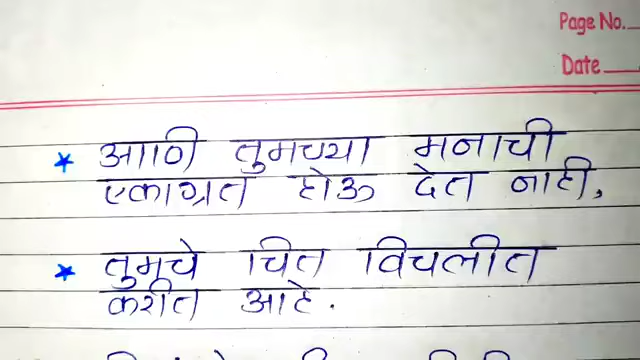 Page No.
Date
आणि तुमच्या मनाची
एकाग्रत होऊ देत नाही,
तुमचे चित विचलीत
करीत आहे.